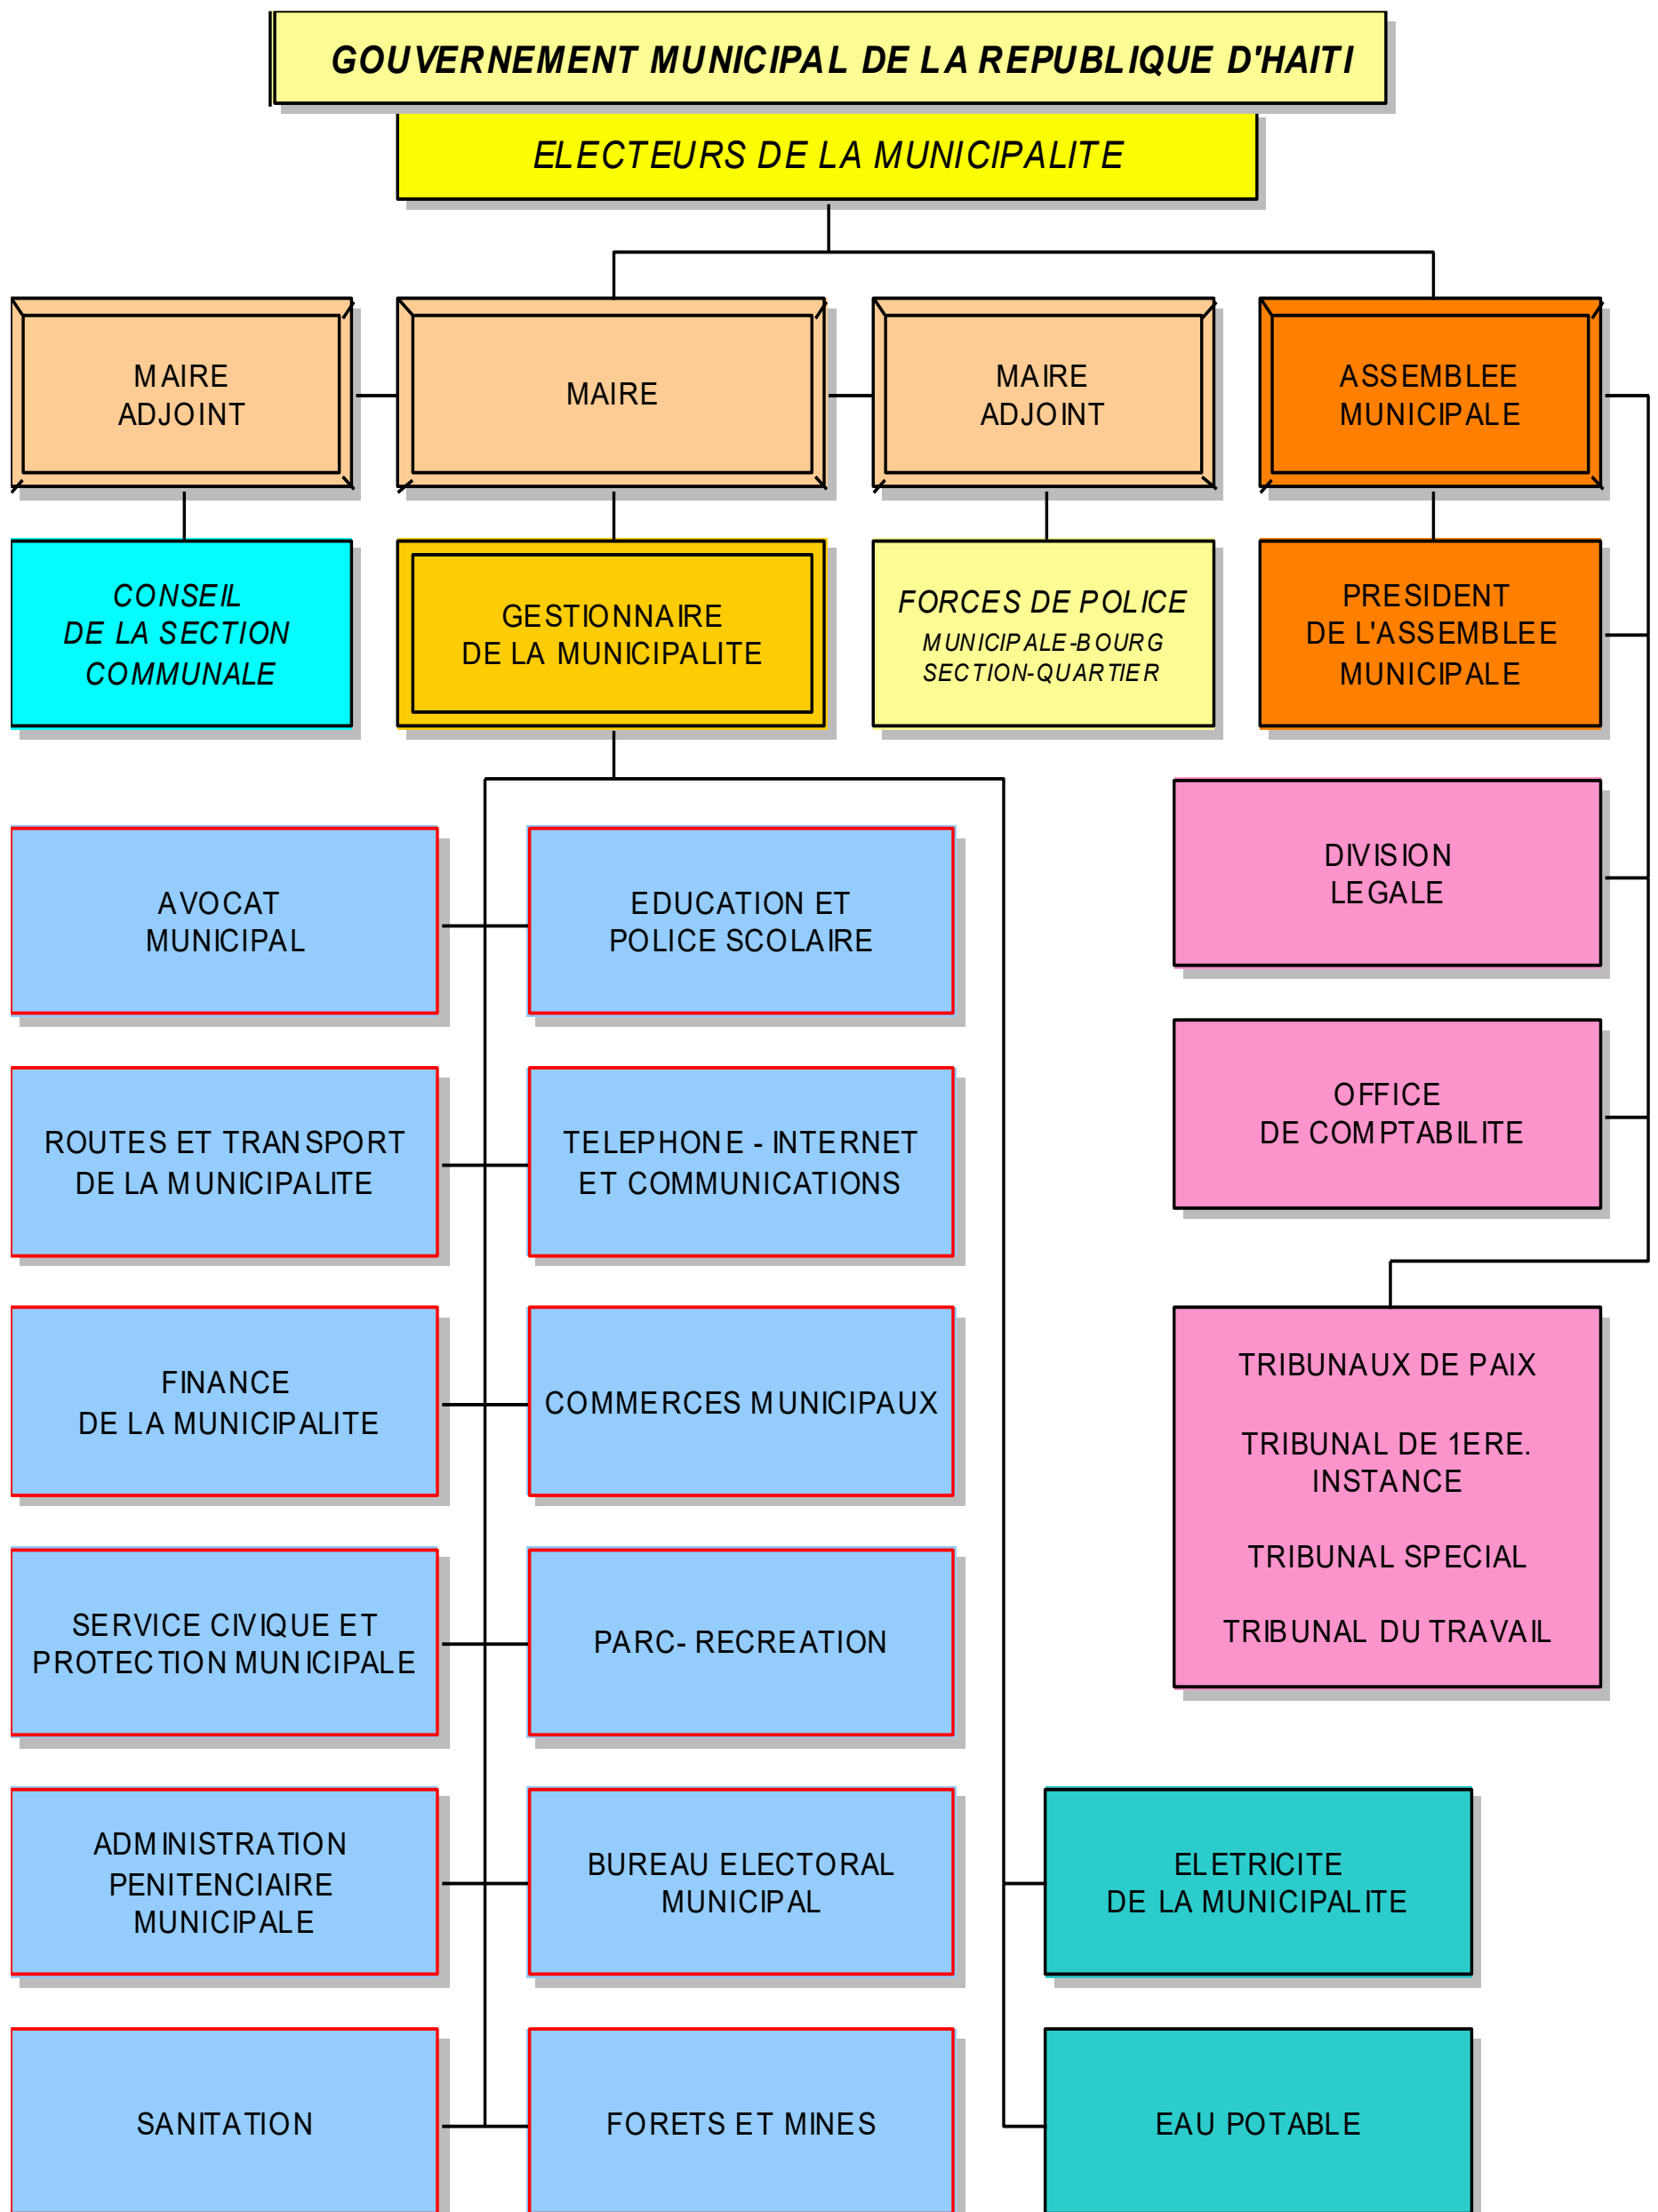 GOUVERNEMENT MUNICIPAL DE LA REPUBLIQUE D'HAITI
ELECTEURS DE LA MUNICIPALITE
MAIRE
ADJOINT
MAIRE
MAIRE
ADJOINT
ASSEMBLEE
MUNICIPALE
CONSEIL
DE LA SECTION
COMMUNALE
GESTIONNAIRE
DE LA MUNICIPALITE
FORCES DE POLICE
MUNICIPALE-BOURG
SECTION-QUARTIER
PRESIDENT
DE L'ASSEMBLEE
MUNICIPALE
AVOCAT
MUNICIPAL
EDUCATION ET
POLICE SCOLAIRE
DIVISION
LEGALE
ROUTES ET TRANSPORT
DE LA MUNICIPALITE
TELEPHONE - INTERNET
ET COMMUNICATIONS
OFFICE
DE COMPTABILITE
FINANCE
DE LA MUNICIPALITE
COMMERCES MUNICIPAUX
TRIBUNAUX DE PAIX
TRIBUNAL DE 1ERE.
INSTANCE
TRIBUNAL SPECIAL
TRIBUNAL DU TRAVAIL
SERVICE CIVIQUE ET
PROTECTION MUNICIPALE
PARC- RECREATION
ADMINISTRATION
PENITENCIAIRE
MUNICIPALE
BUREAU ELECTORAL
MUNICIPAL
ELETRICITE
DE LA MUNICIPALITE
SANITATION
FORETS ET MINES
EAU POTABLE